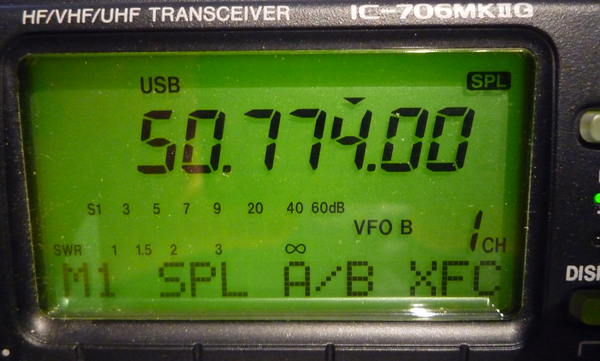 HF/VHF/UHF TRANSCEIVER IC-706MKIIG
USB SPL
50.774.00
S1 3 5 7 9 20 40 60dB
VFO B 1CH
SWR 1 1.5 2 3 ∞
M1 SPL A/B XFC